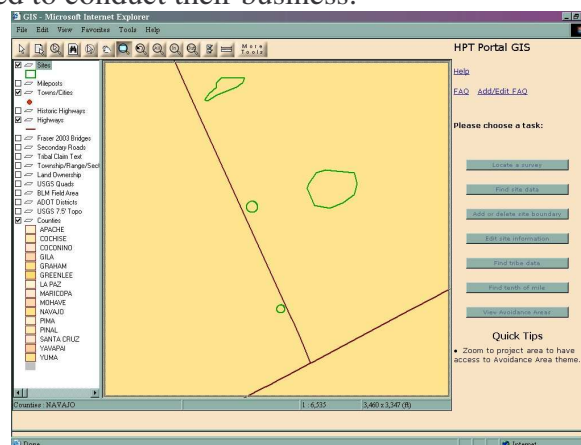 ed to conduct their business.
GIS - Microsoft Internet Explorer
File Edit View Favorites Tools Help
More Tools
Sites
Mileposts
Towns/Cities
Historic Highways
Highways
Fraser 2003 Bridges
Secondary Roads
Tribal Claim Text
Township/Range/Sect
Land Ownership
USGS Quads
BLM Field Area
ADOT Districts
USGS 7.5' Topo
Counties
APACHE
COCHISE
COCONINO
GILA
GRAHAM
GREENLEE
LA PAZ
MARICOPA
MOHAVE
NAVAJO
PIMA
PINAL
SANTA CRUZ
YAVAPAI
YUMA
Counties : NAVAJO
1 : 6,535
3,460 x 3,347 (ft)
HPT Portal GIS
Help
FAQ Add/Edit FAQ
Please choose a task:
Locate a survey
Find site data
Add or delete site boundary
Edit site information
Find tribe data
Find tenth of mile
View Avoidance Areas
Quick Tips
• Zoom to project area to have
access to Avoidance Area theme.
Done
Internet